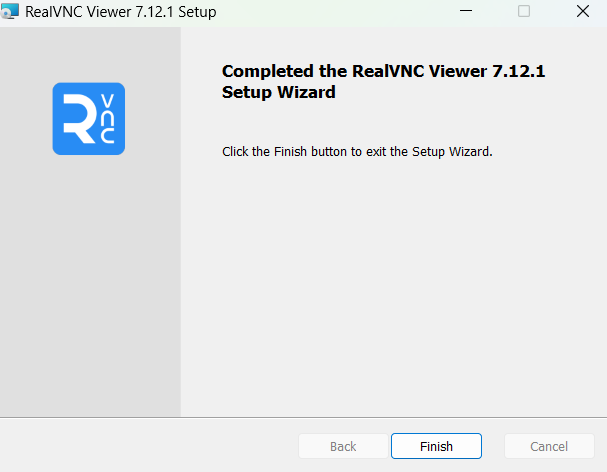 RealVNC Viewer 7.12.1 Setup
R
vnc
Completed the RealVNC Viewer 7.12.1
Setup Wizard
Click the Finish button to exit the Setup Wizard.
Back
Finish
Cancel